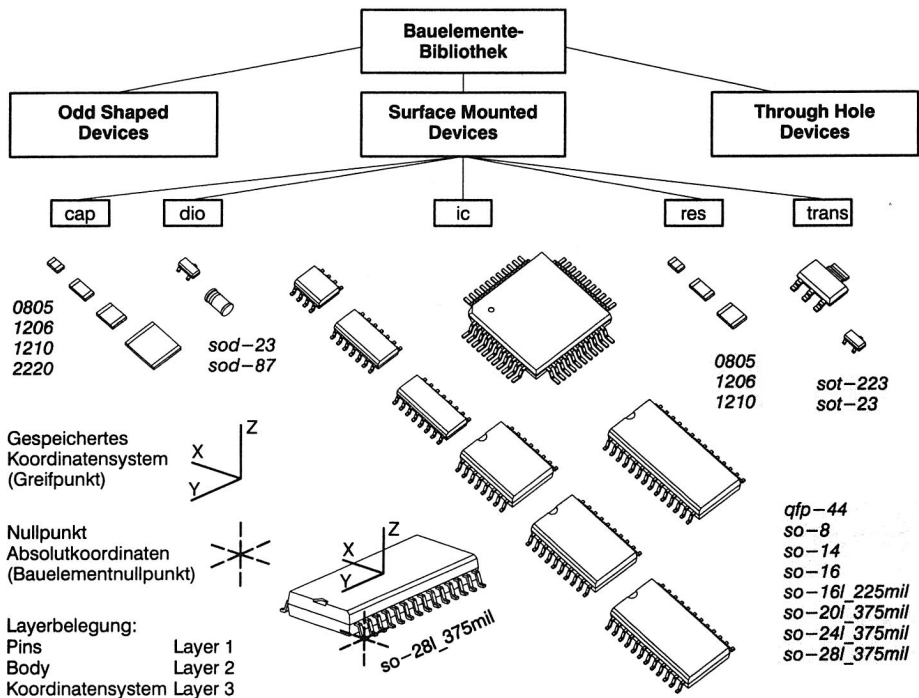 Bauelemente-
Bibliothek
Odd Shaped
Devices
Surface Mounted
Devices
Through Hole
Devices
cap
dio
ic
res
trans
0805
1206
1210
2220
sod-23
sod-87
0805
1206
1210
sot-223
sot-23
Gespeichertes
Koordinatensystem
(Greifpunkt)
X
Y
Z
Nullpunkt
Absolutkoordinaten
(Bauelementnullpunkt)
X
Y
Z
so-28l_375mil
qfp-44
so-8
so-14
so-16
so-16l_225mil
so-20l_375mil
so-24l_375mil
so-28l_375mil
Layerbelegung:
Pins Layer 1
Body Layer 2
Koordinatensystem Layer 3